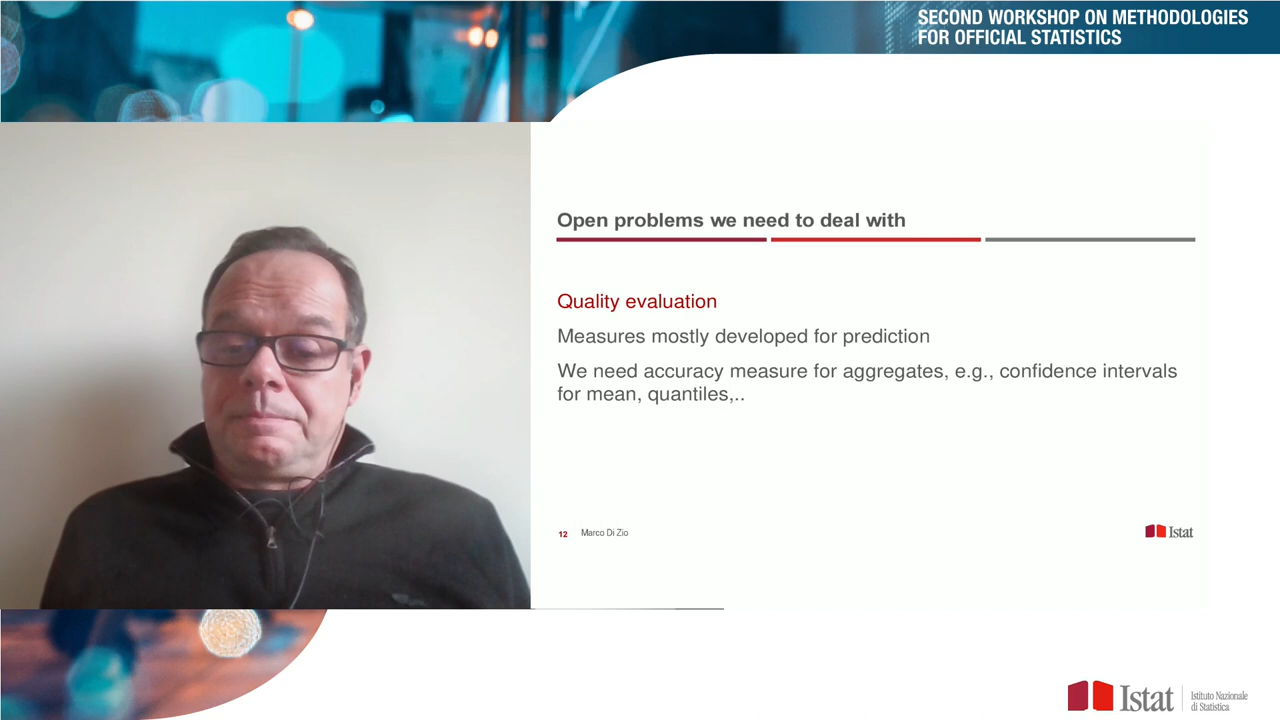 SECOND WORKSHOP ON METHODOLOGIES
FOR OFFICIAL STATISTICS
Open problems we need to deal with
Quality evaluation
Measures mostly developed for prediction
We need accuracy measure for aggregates, e.g., confidence intervals
for mean, quantiles,..
12 Marco Di Zio
Istat
Istat
Istituto Nazionale
di Statistica